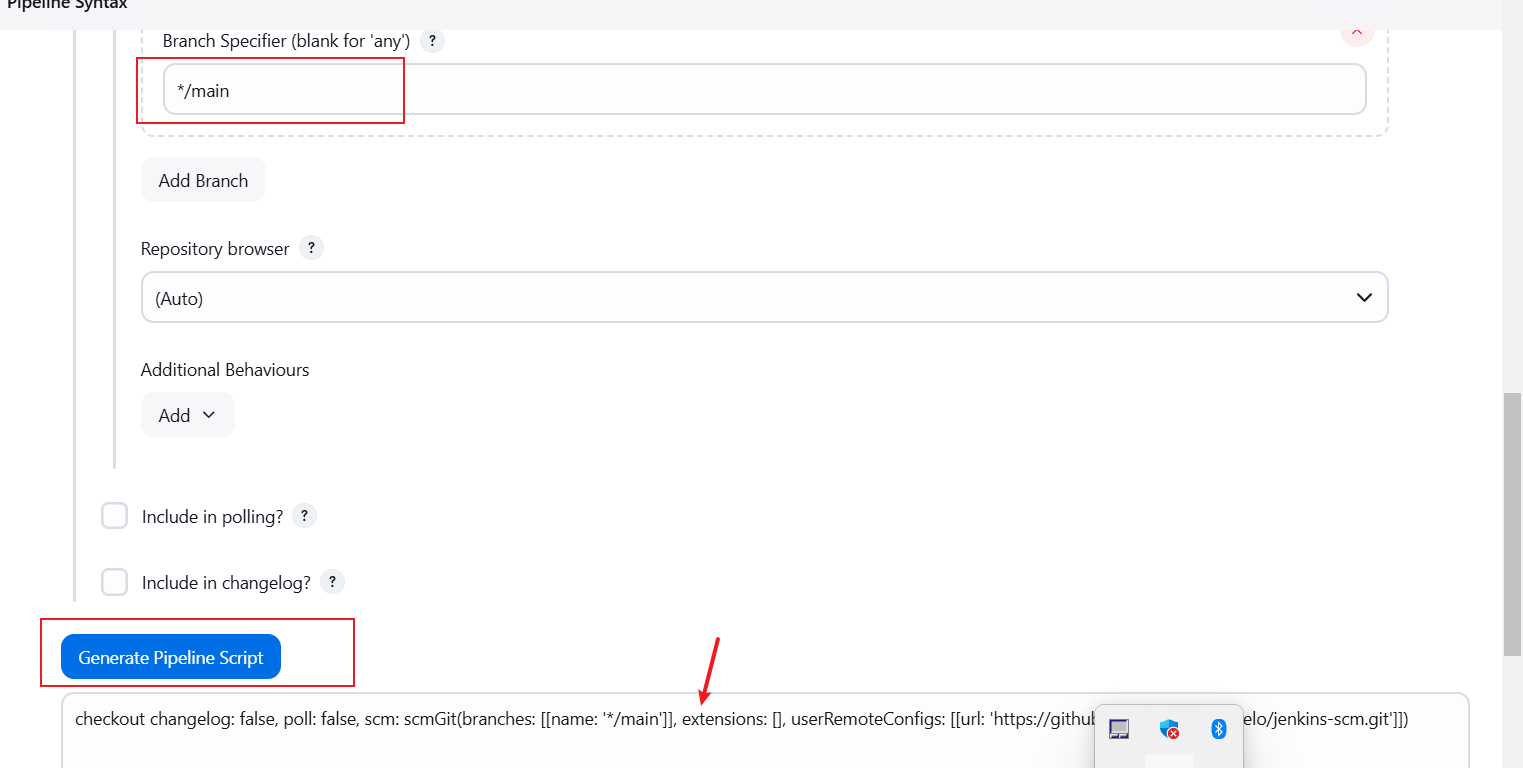 Pipeline Syntax
Branch Specifier (blank for 'any') ?
*/main
Add Branch
Repository browser ?
(Auto)
Additional Behaviours
Add
Include in polling? ?
Include in changelog? ?
Generate Pipeline Script
checkout changelog: false, poll: false, scm: scmGit(branches: [[name: '*/main']], extensions: [], userRemoteConfigs: [[url: 'https://github elo/jenkins-scm.git']])